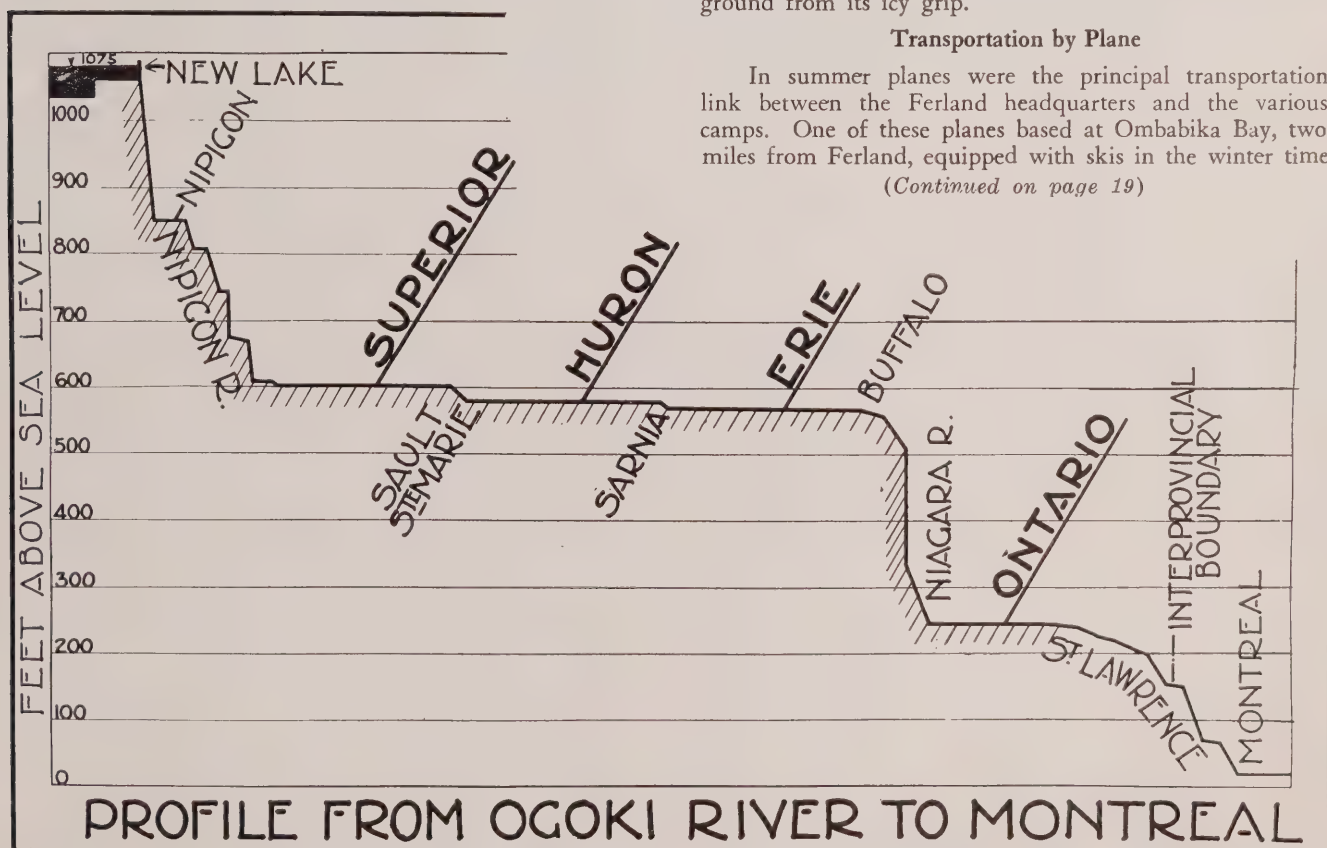 ground from its icy grip.
Transportation by Plane
In summer planes were the principal transportation
link between the Ferland headquarters and the various
camps. One of these planes based at Ombabika Bay, two
miles from Ferland, equipped with skis in the winter time
(Continued on page 19)
FEET ABOVE SEA LEVEL
1075
1000
900
800
700
600
500
400
300
200
100
0
NEW LAKE
NIPIGON
NIPIGON R.
SUPERIOR
SAULT
STE MARIE
HURON
SARNIA
ERIE
BUFFALO
NIAGARA R.
ONTARIO
ST. LAWRENCE
INTERPROVINCIAL
BOUNDARY
MONTREAL
PROFILE FROM OGOKI RIVER TO MONTREAL